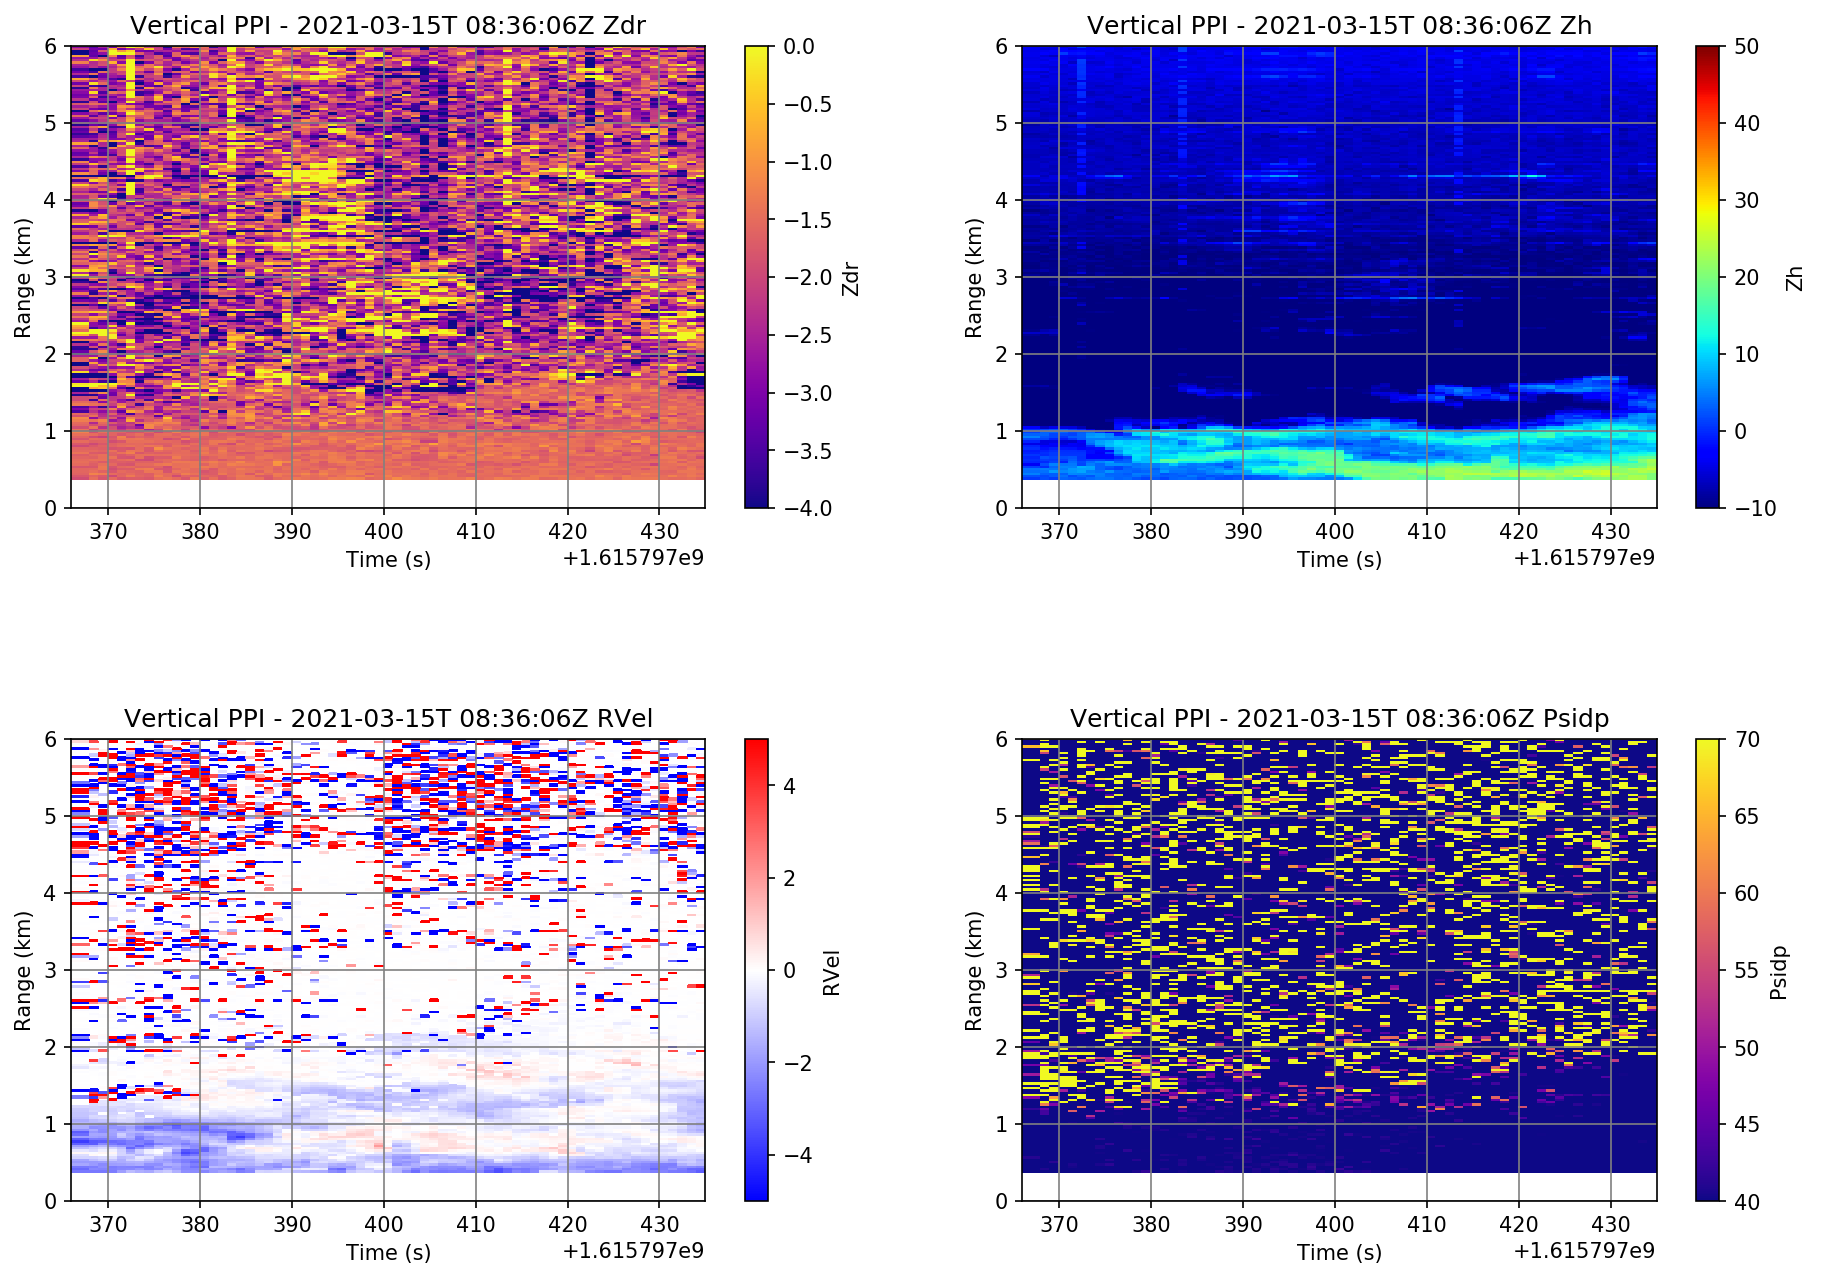 Vertical PPI - 2021-03-15T 08:36:06Z Zdr
6
5
4
3
2
1
0
Range (km)
370 380 390 400 410 420 430
Time (s)
+1.615797e9
0.0
−0.5
−1.0
−1.5
−2.0
−2.5
−3.0
−3.5
−4.0
Zdr
Vertical PPI - 2021-03-15T 08:36:06Z Zh
6
5
4
3
2
1
0
Range (km)
370 380 390 400 410 420 430
Time (s)
+1.615797e9
50
40
30
20
10
0
−10
Zh
Vertical PPI - 2021-03-15T 08:36:06Z RVel
6
5
4
3
2
1
0
Range (km)
370 380 390 400 410 420 430
Time (s)
+1.615797e9
4
2
0
−2
−4
RVel
Vertical PPI - 2021-03-15T 08:36:06Z Psidp
6
5
4
3
2
1
0
Range (km)
370 380 390 400 410 420 430
Time (s)
+1.615797e9
70
65
60
55
50
45
40
Psidp